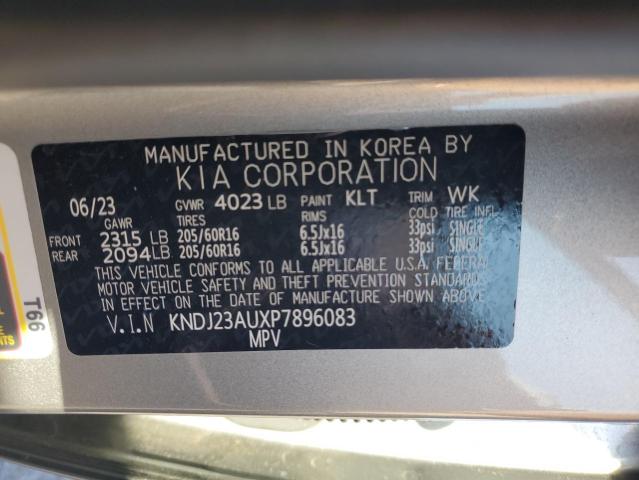 MANUFACTURED IN KOREA BY
KIA CORPORATION
06/23 GVWR 4023 LB PAINT KLT TRIM WK
GAWR TIRES RIMS COLD TIRE INFL
FRONT 2315 LB 205/60R16 6.5Jx16 33psi SINGLE
REAR 2094 LB 205/60R16 6.5Jx16 33psi SINGLE
THIS VEHICLE CONFORMS TO ALL APPLICABLE U.S.A. FEDERAL
MOTOR VEHICLE SAFETY AND THEFT PREVENTION STANDARDS
IN EFFECT ON THE DATE OF MANUFACTURE SHOWN ABOVE.
V.I.N KNDJ23AUXP7896083
MPV
T66